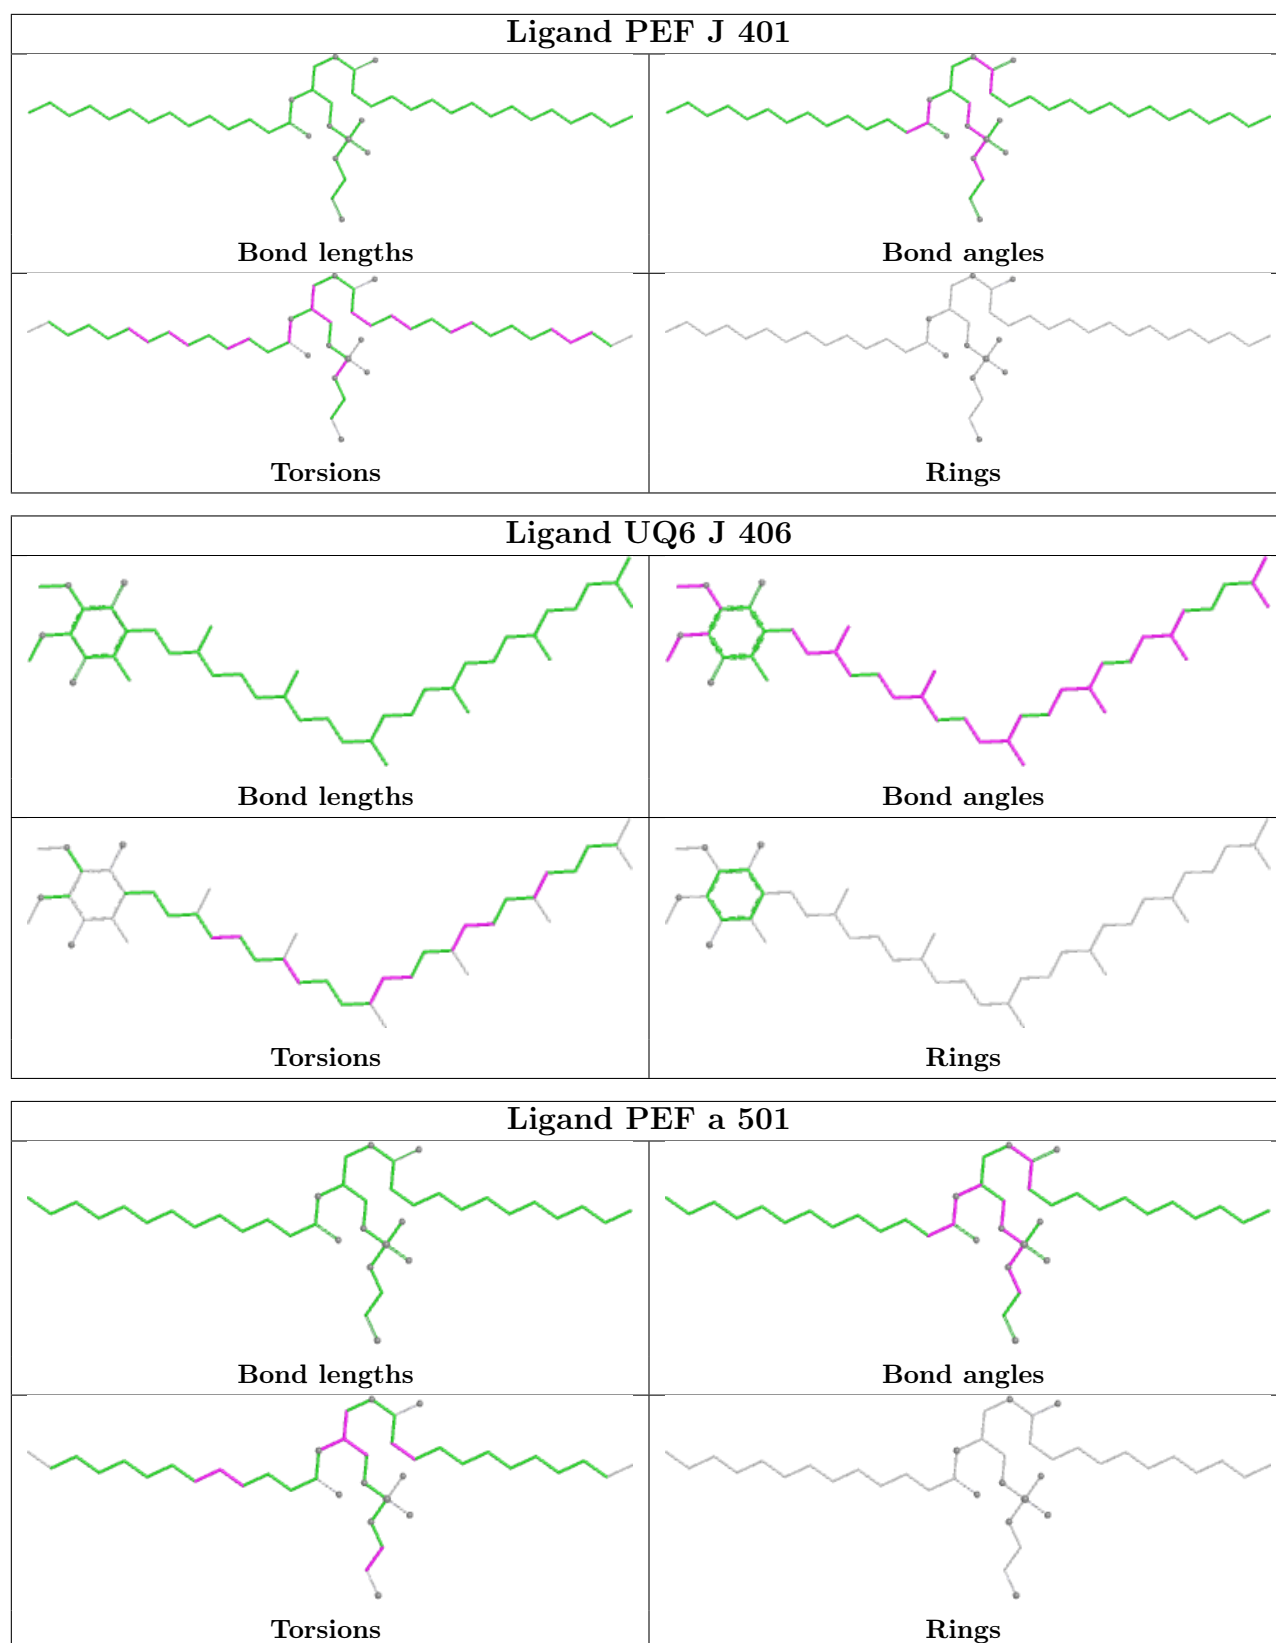 Ligand PEF J 401
Bond lengths
Bond angles
Torsions
Rings
Ligand UQ6 J 406
Bond lengths
Bond angles
Torsions
Rings
Ligand PEF a 501
Bond lengths
Bond angles
Torsions
Rings